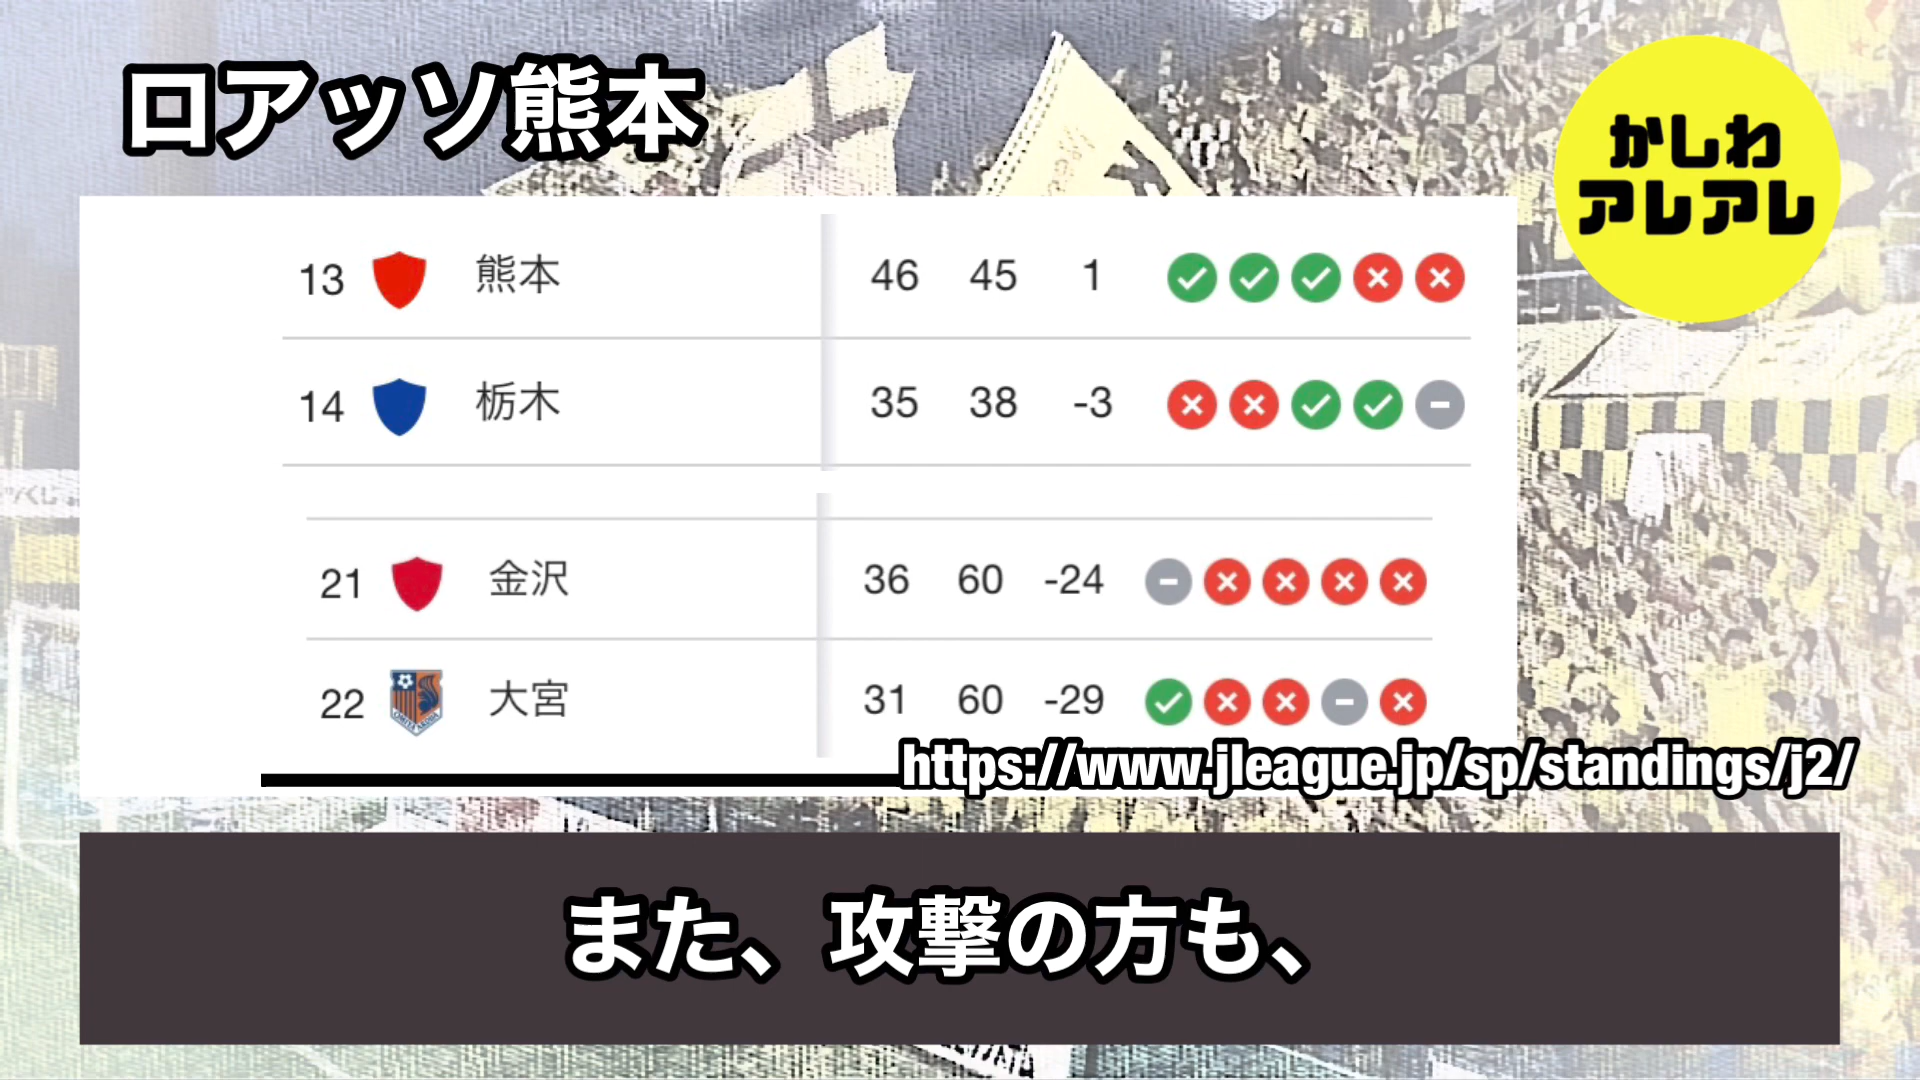 ロアッソ熊本
かしわ
アレアレ
13 熊本 46 45 1
14 栃木 35 38 -3
21 金沢 36 60 -24
22 大宮 31 60 -29
https://www.jleague.jp/sp/standings/j2/
また、攻撃の方も、